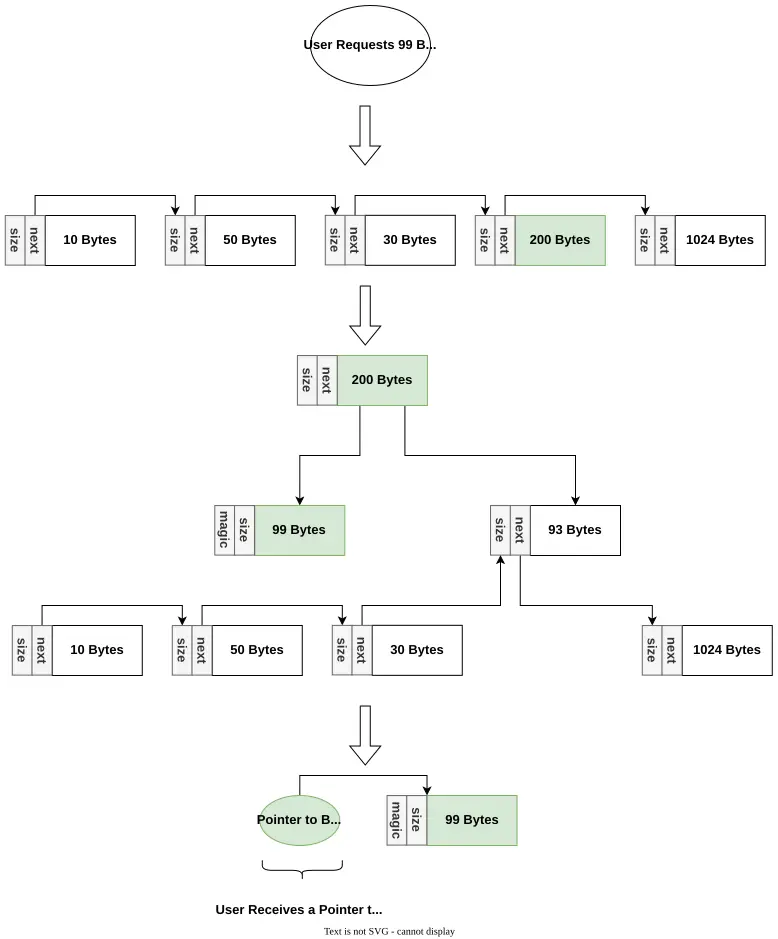 User Requests 99 B...
size next 10 Bytes size next 50 Bytes size next 30 Bytes size next 200 Bytes size next 1024 Bytes
size next 200 Bytes
magic size 99 Bytes size next 93 Bytes
size next 10 Bytes size next 50 Bytes size next 30 Bytes size next 1024 Bytes
Pointer to B... magic size 99 Bytes
User Receives a Pointer t...
Text is not SVG - cannot display